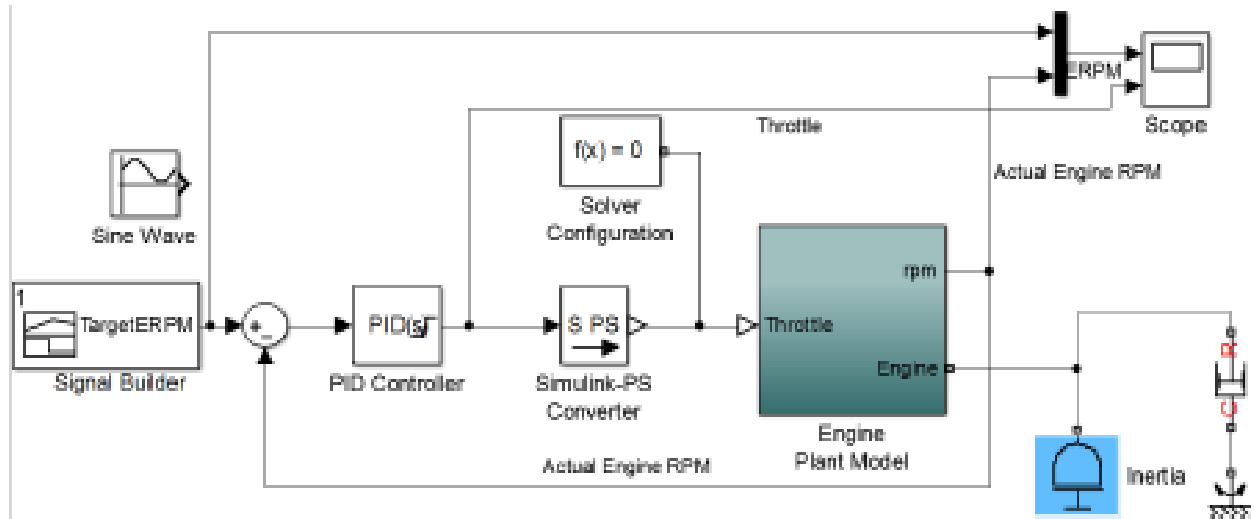 ERPM
Throttle
Scope
f(x) = 0
Actual Engine RPM
Sine Wave
Solver
Configuration
rpm
1
TargetERPM
+
-
PID(s)
S PS
Throttle
Engine
R
C
Signal Builder
PID Controller
Simulink-PS
Converter
Engine
Plant Model
Actual Engine RPM
Inertia